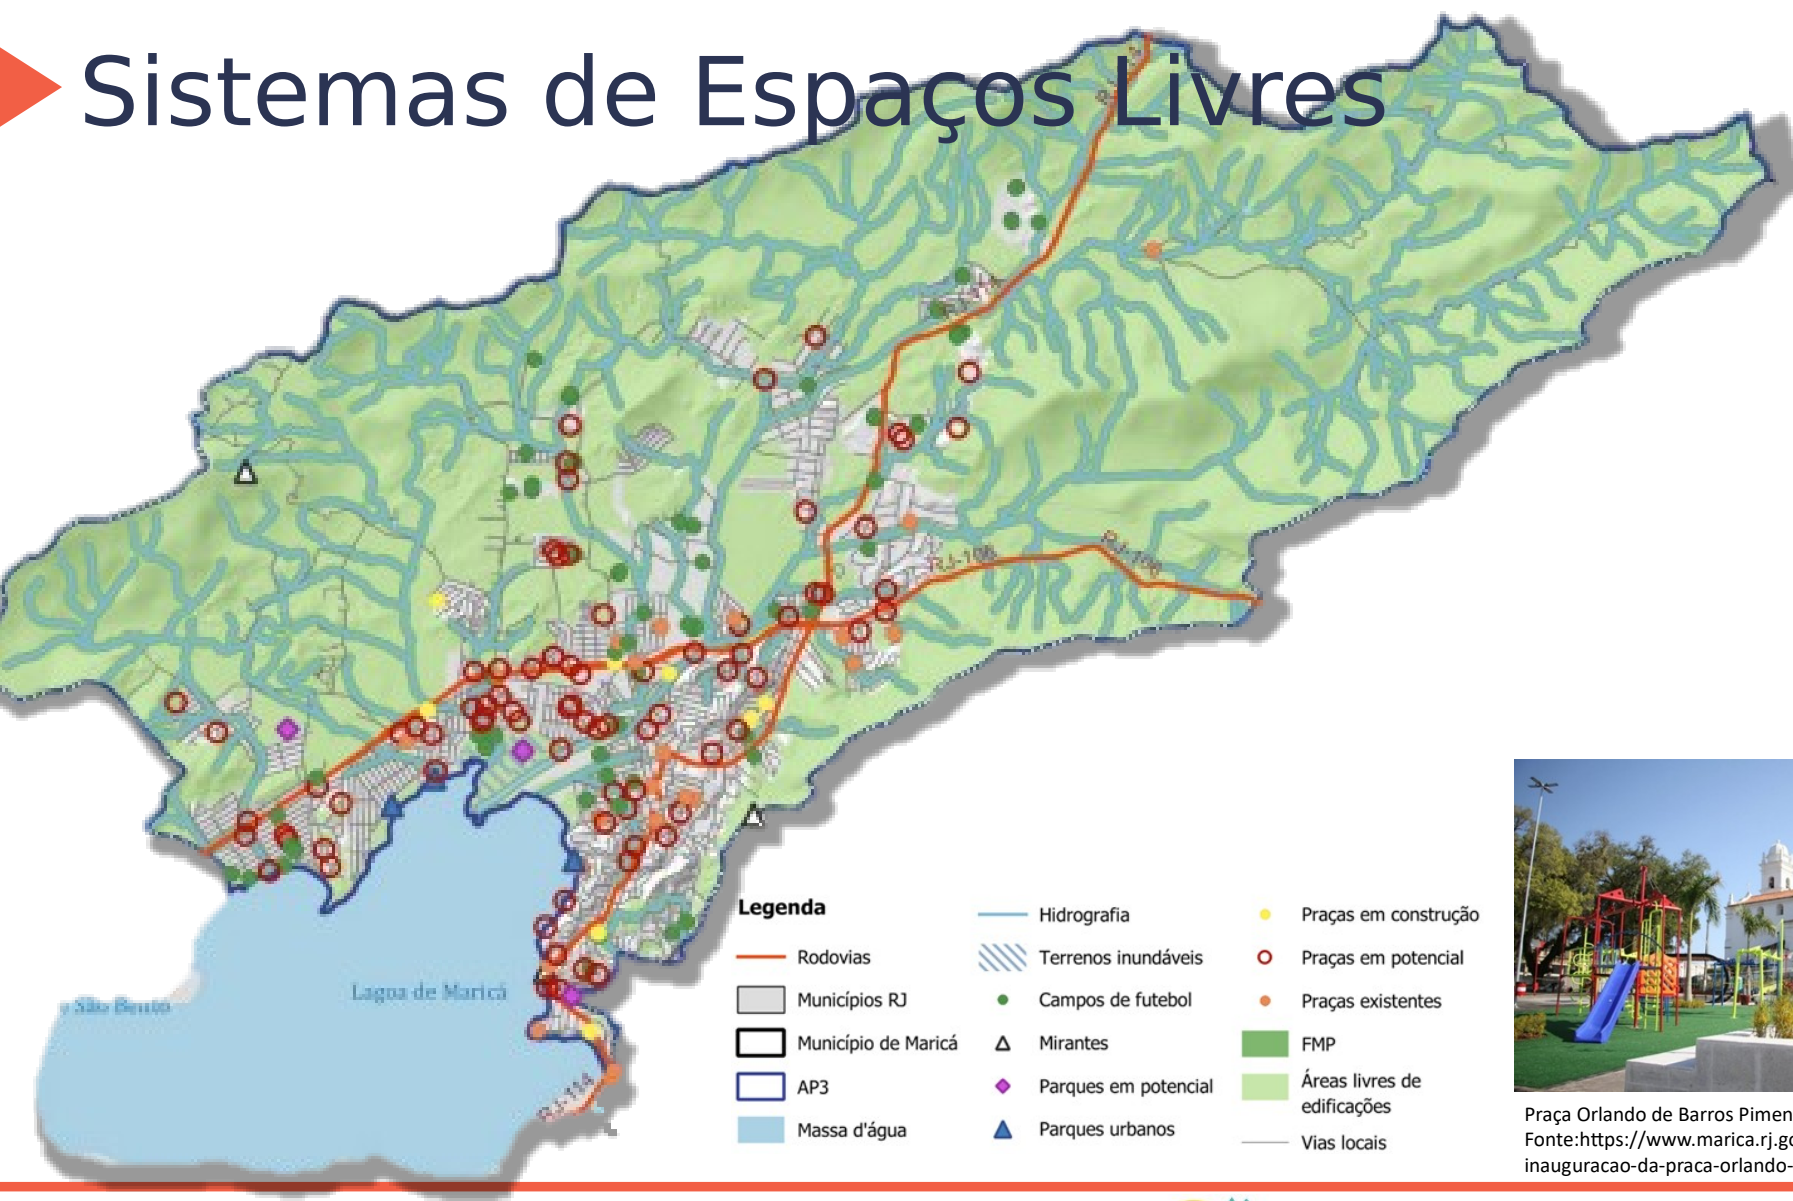 Sistemas de Espaços Livres
RJ-106
RJ-106
RJ-114
Lagoa de Maricá
São Bento
Legenda
Rodovias
Municípios RJ
Município de Maricá
AP3
Massa d'água
Hidrografia
Terrenos inundáveis
Campos de futebol
Mirantes
Parques em potencial
Parques urbanos
Praças em construção
Praças em potencial
Praças existentes
FMP
Áreas livres de
edificações
Vias locais
Praça Orlando de Barros Pimen
Fonte:https://www.marica.rj.go
inauguracao-da-praca-orlando-